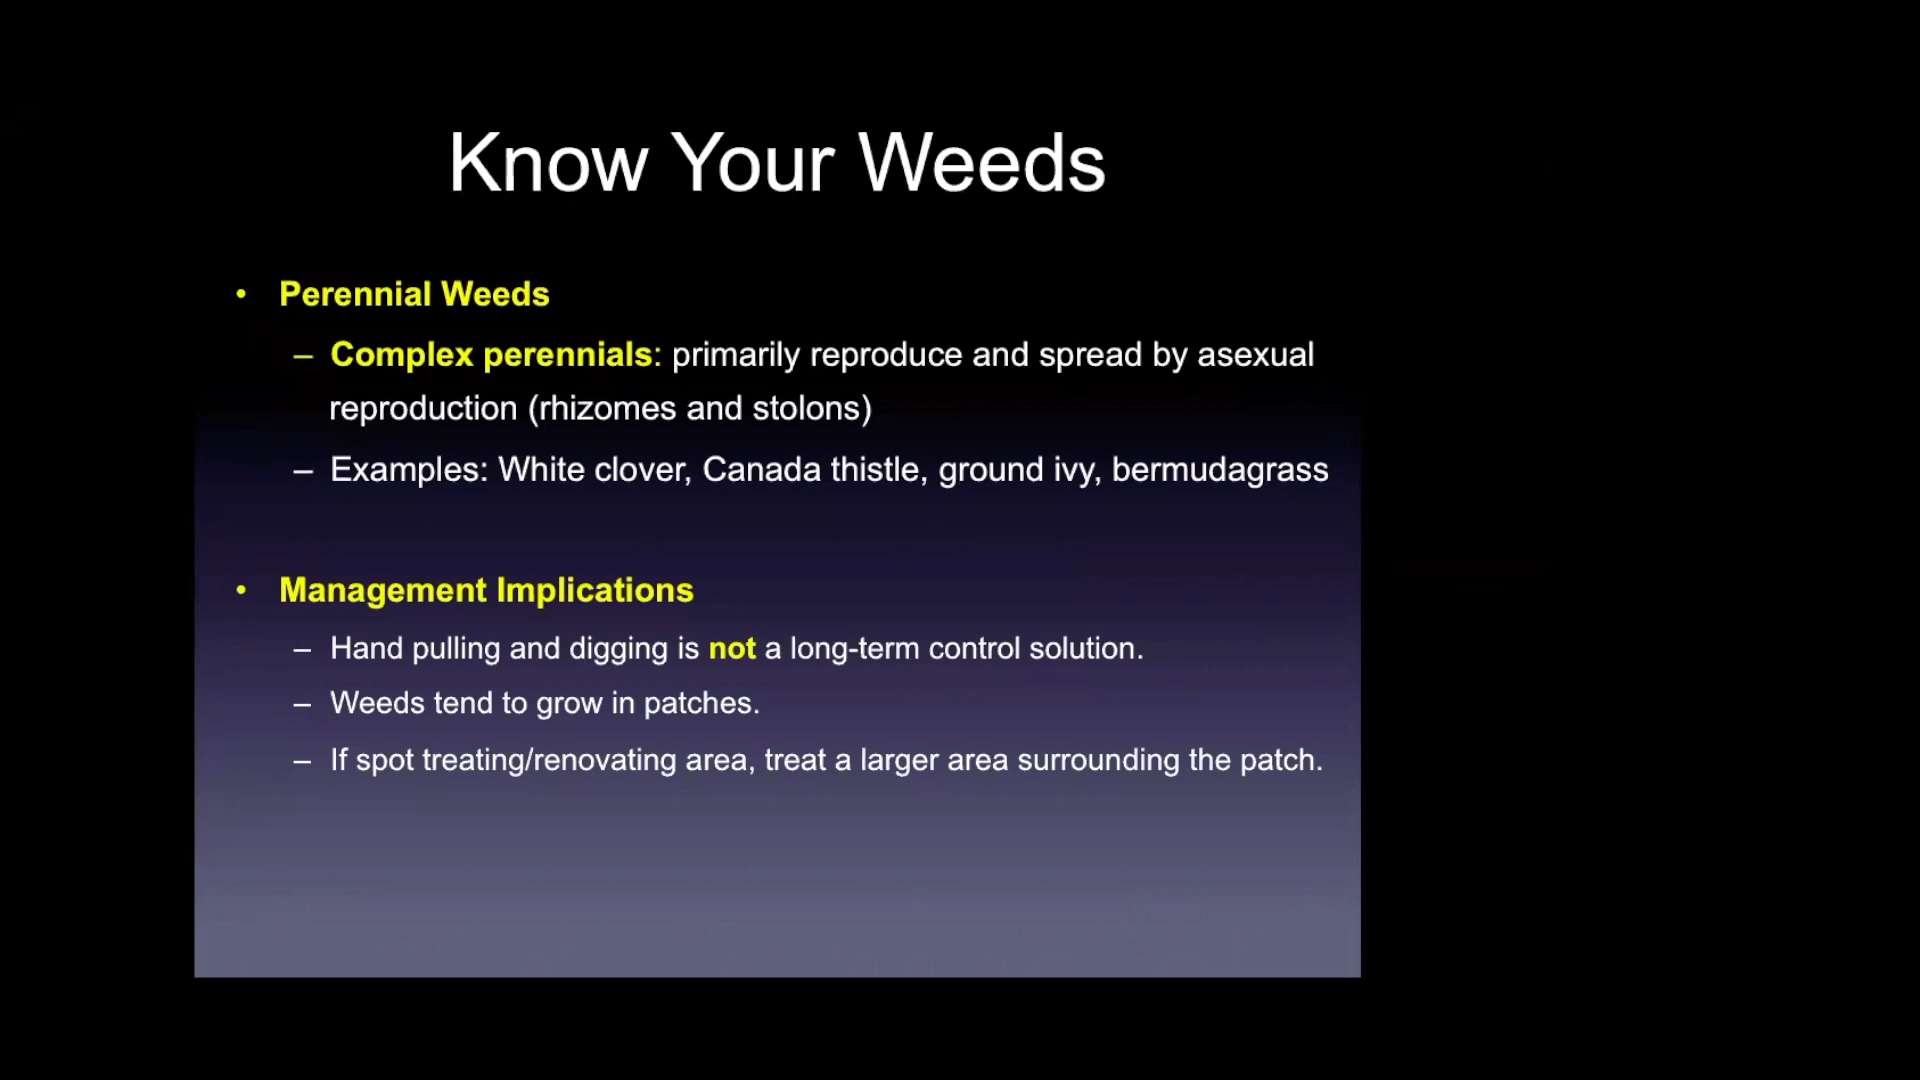 Know Your Weeds
• Perennial Weeds
– Complex perennials: primarily reproduce and spread by asexual
reproduction (rhizomes and stolons)
– Examples: White clover, Canada thistle, ground ivy, bermudagrass
• Management Implications
– Hand pulling and digging is not a long-term control solution.
– Weeds tend to grow in patches.
– If spot treating/renovating area, treat a larger area surrounding the patch.